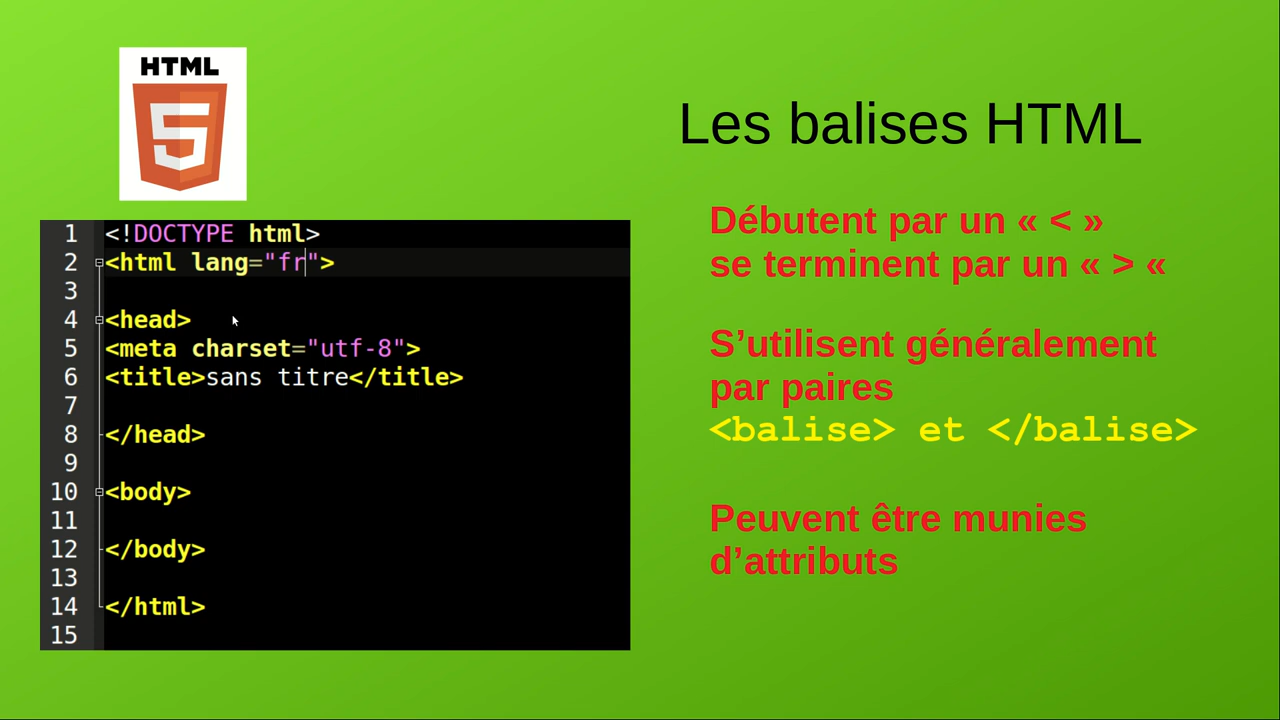 HTML
5
Les balises HTML
1 <!DOCTYPE html>
2 <html lang="fr">
3
4 <head>
5 <meta charset="utf-8">
6 <title>sans titre</title>
7
8 </head>
9
10 <body>
11
12 </body>
13
14 </html>
15
Débutent par un « < »
se terminent par un « > «
S’utilisent généralement
par paires
<balise> et </balise>
Peuvent être munies
d’attributs